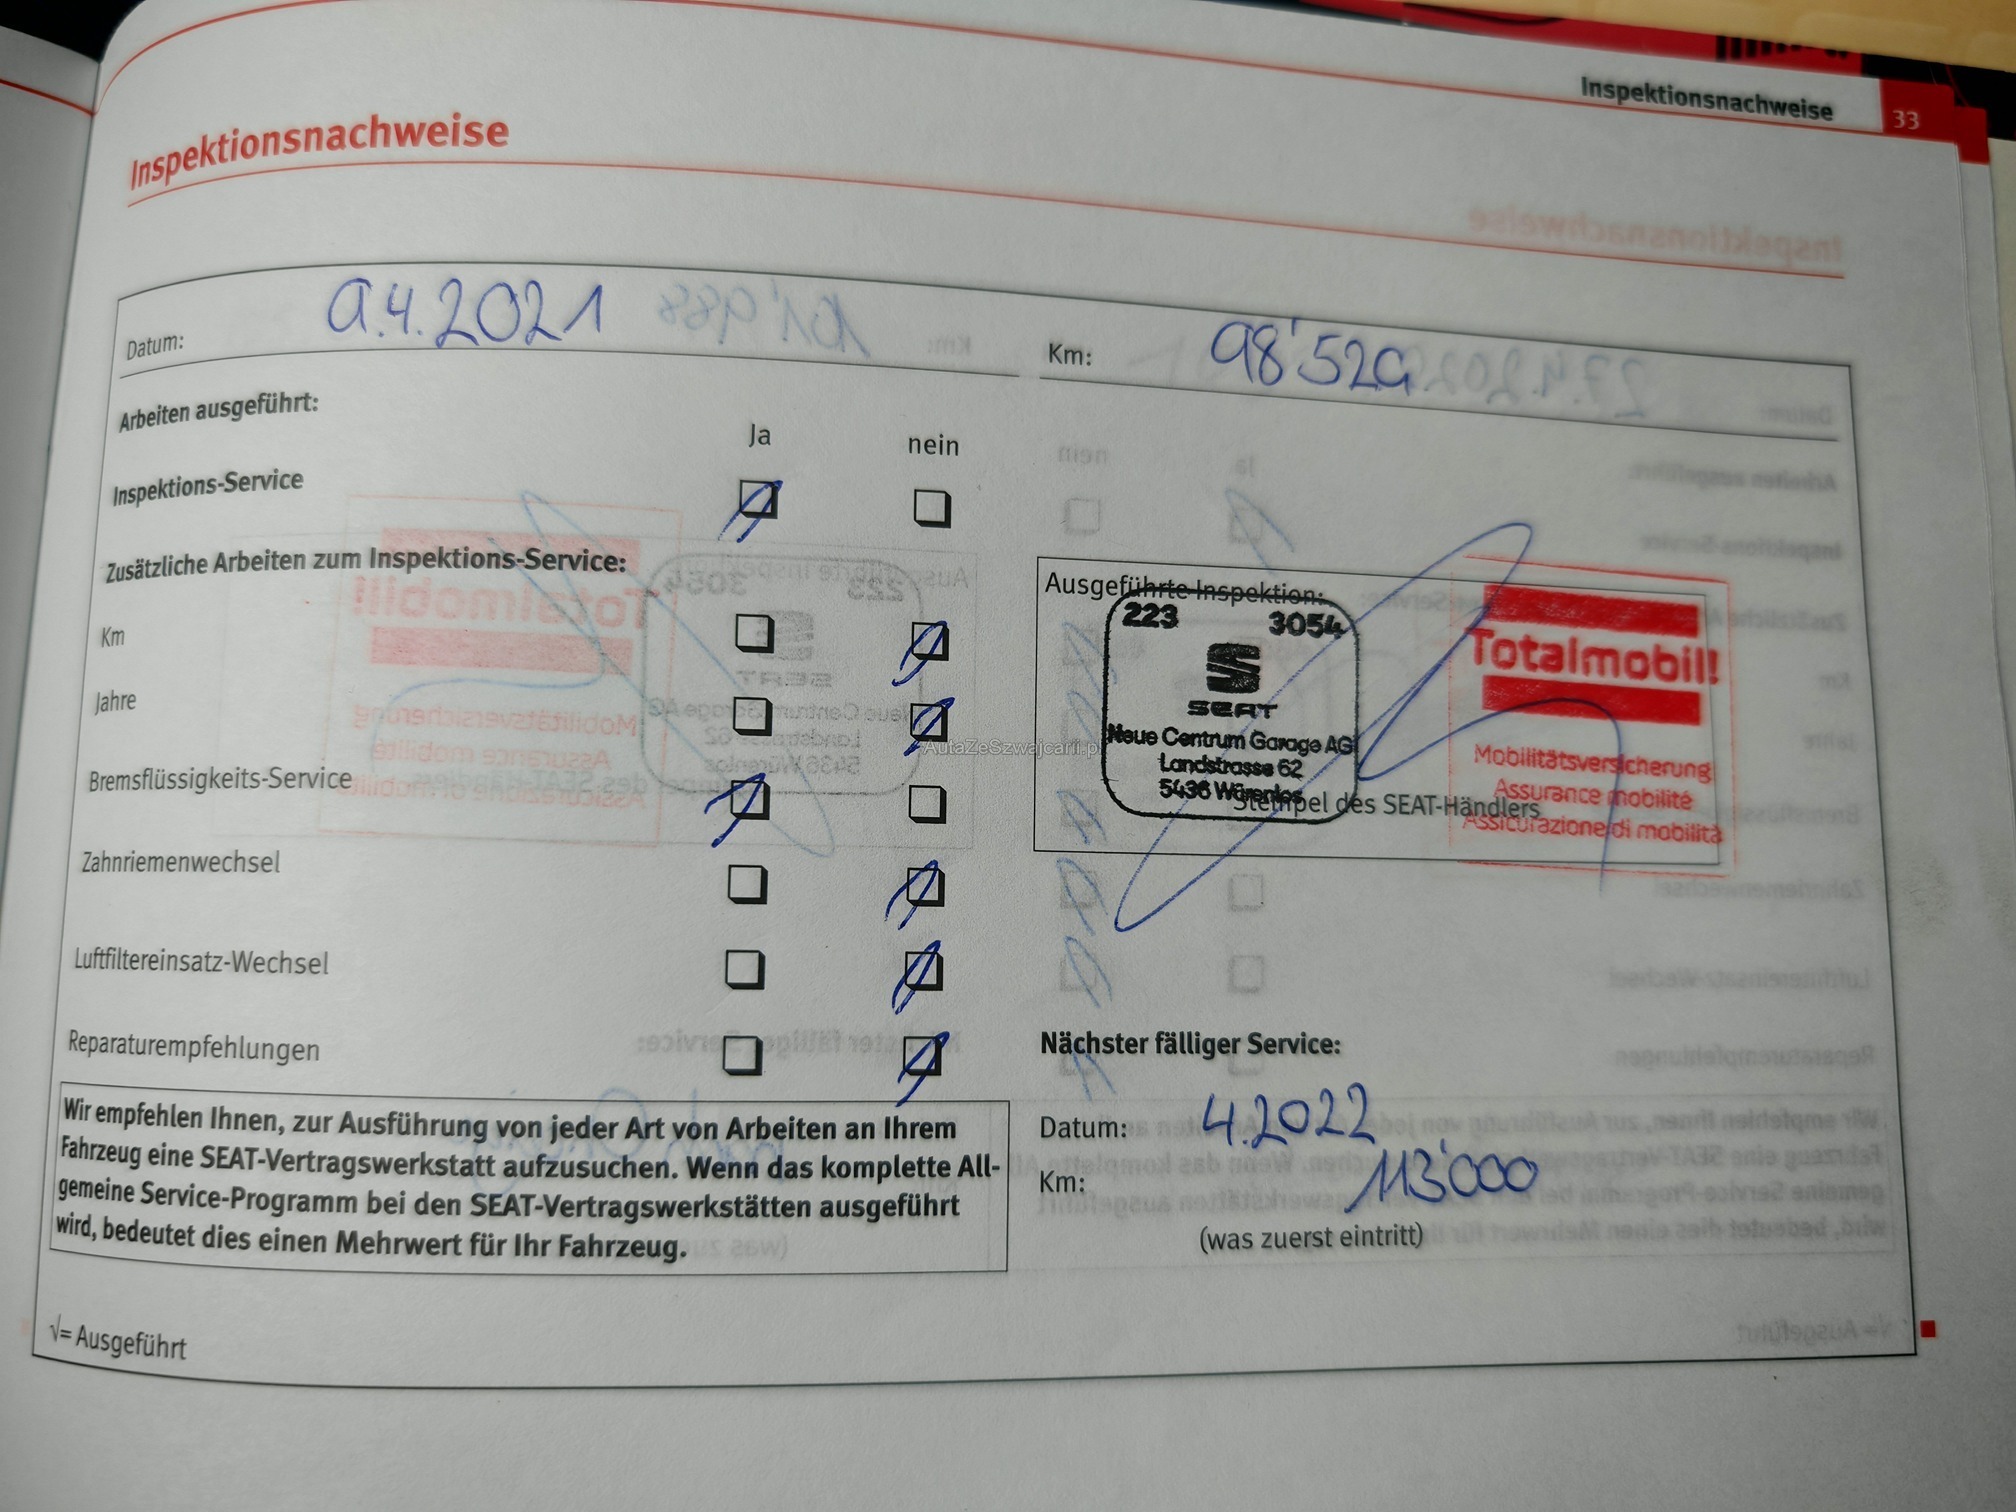 Inspektionsnachweise 33
Inspektionsnachweise
Datum: 9.4.2021 Km: 98'529
Arbeiten ausgeführt:
Ja nein
Inspektions-Service
Zusätzliche Arbeiten zum Inspektions-Service:
Km
Jahre
Bremsflüssigkeits-Service
Zahnriemenwechsel
Luftfiltereinsatz-Wechsel
Reparaturempfehlungen
Wir empfehlen Ihnen, zur Ausführung von jeder Art von Arbeiten an Ihrem
Fahrzeug eine SEAT-Vertragswerkstatt aufzusuchen. Wenn das komplette All-
gemeine Service-Programm bei den SEAT-Vertragswerkstätten ausgeführt
wird, bedeutet dies einen Mehrwert für Ihr Fahrzeug.
√= Ausgeführt
Ausgeführte Inspektion:
223 3054
SEAT
Neue Centrum Garage AG
Landstrasse 62
5436 Würenlos
Stempel des SEAT-Händlers
Totalmobil!
Mobilitätsversicherung
Assurance mobilité
Assicurazione di mobilità
Nächster fälliger Service:
Datum: 4.2022
Km: 113'000
(was zuerst eintritt)
AutaZeSzwajcarii.p